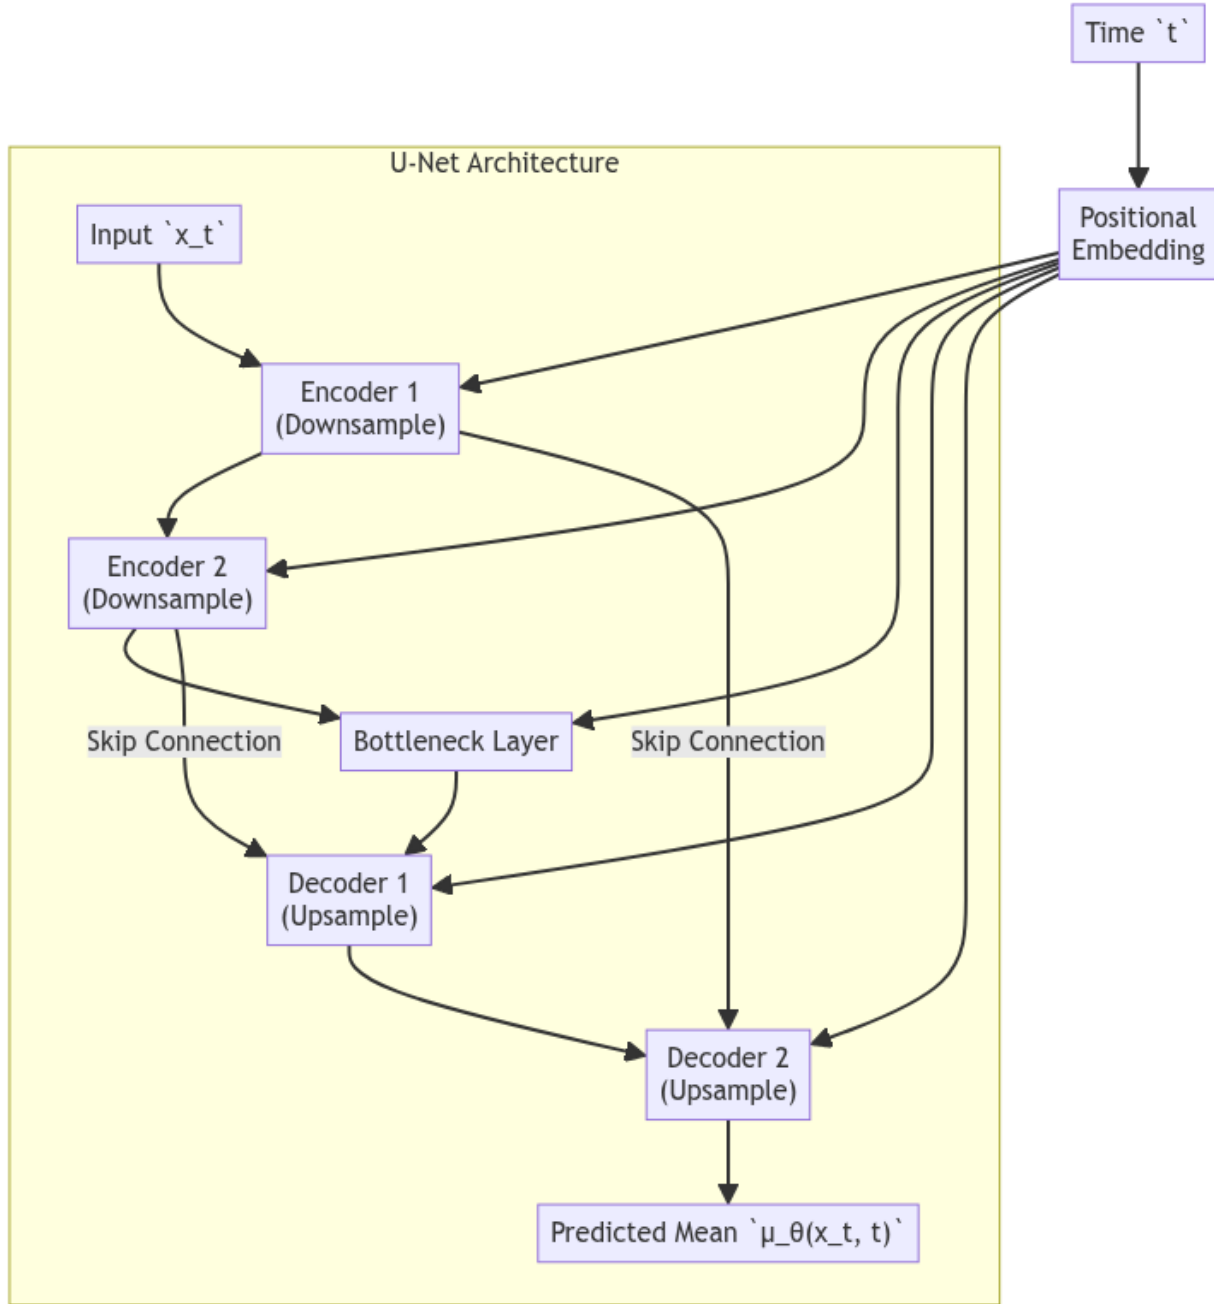 Time `t`
U-Net Architecture
Positional
Embedding
Input `x_t`
Encoder 1
(Downsample)
Encoder 2
(Downsample)
Skip Connection
Bottleneck Layer
Skip Connection
Decoder 1
(Upsample)
Decoder 2
(Upsample)
Predicted Mean `μ_θ(x_t, t)`